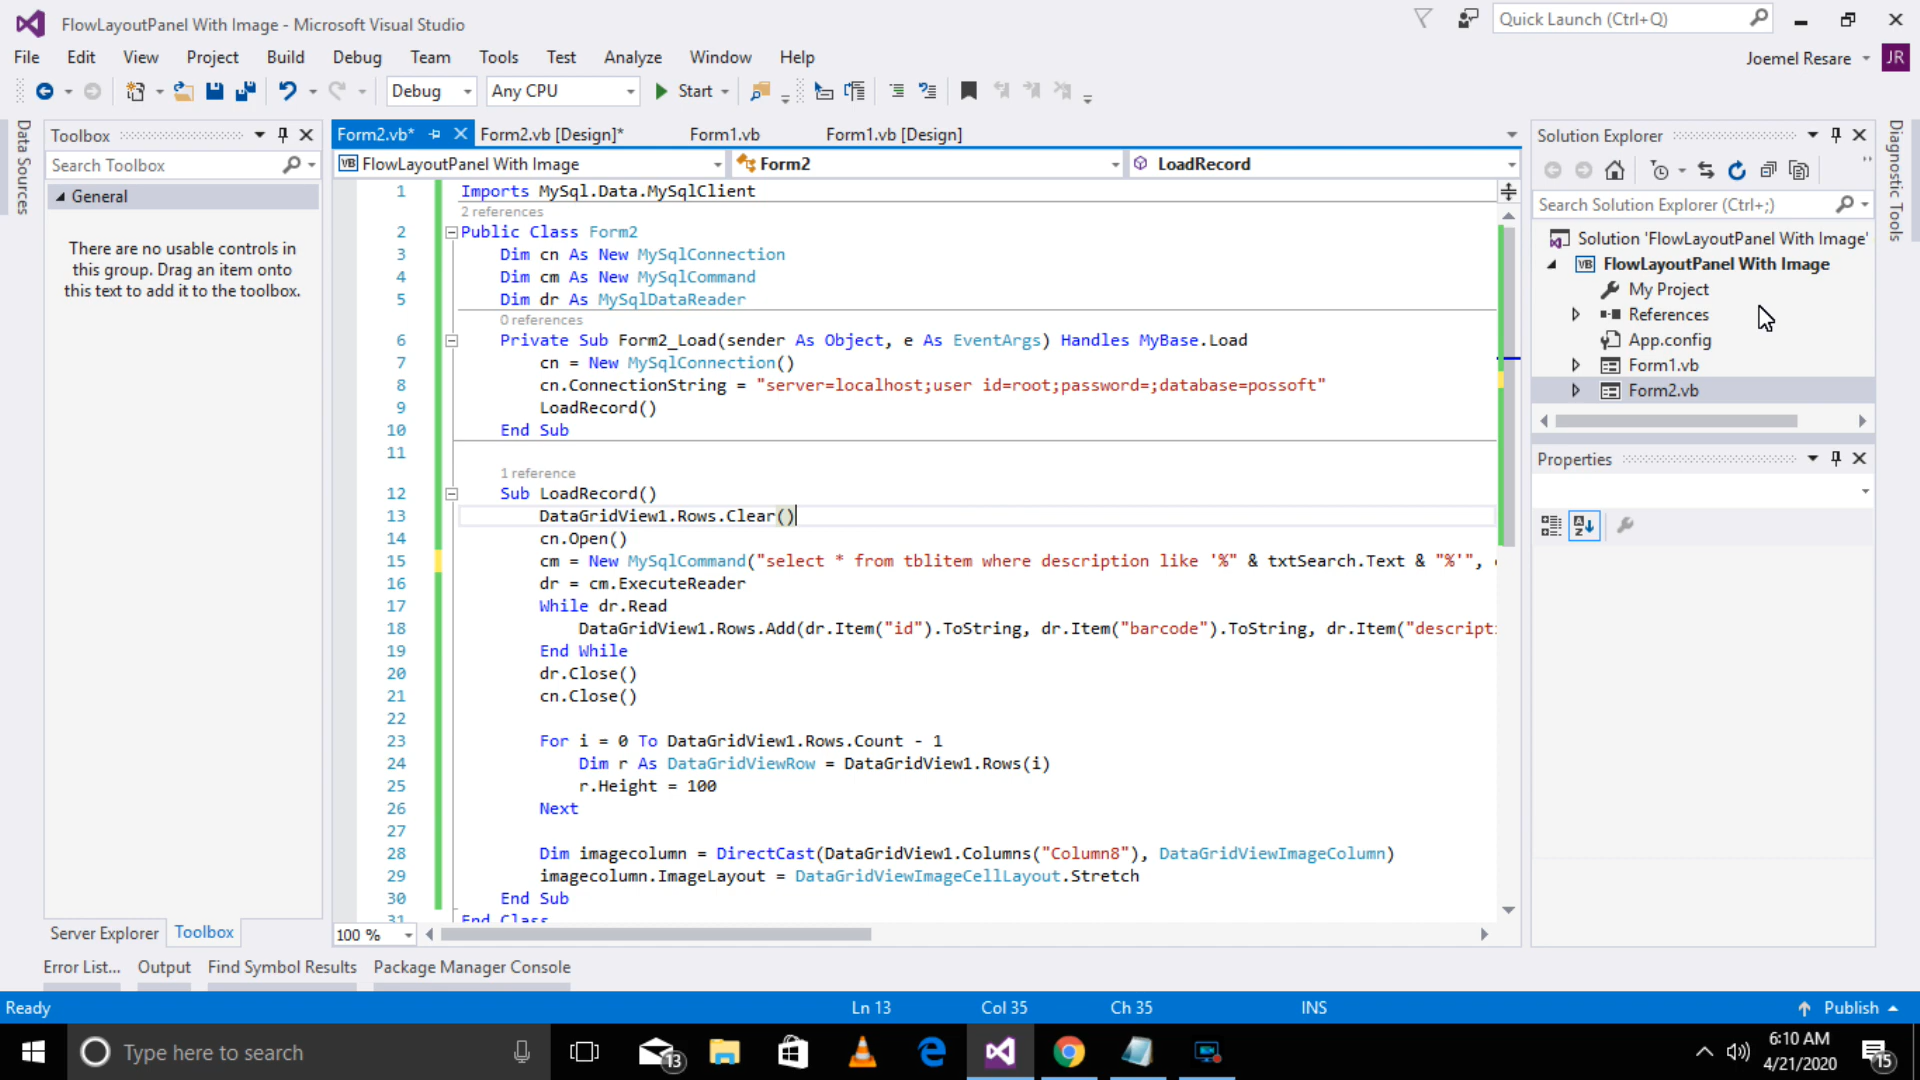 FlowLayoutPanel With Image - Microsoft Visual Studio
Quick Launch (Ctrl+Q)
File Edit View Project Build Debug Team Tools Test Analyze Window Help
Joemel Resare JR
Debug Any CPU Start
Data Sources
Toolbox
Search Toolbox
General
There are no usable controls in
this group. Drag an item onto
this text to add it to the toolbox.
Server Explorer Toolbox
Form2.vb* Form2.vb [Design]* Form1.vb Form1.vb [Design]
VB FlowLayoutPanel With Image Form2 LoadRecord
1 Imports MySql.Data.MySqlClient
2 references
2 Public Class Form2
3 Dim cn As New MySqlConnection
4 Dim cm As New MySqlCommand
5 Dim dr As MySqlDataReader
0 references
6 Private Sub Form2_Load(sender As Object, e As EventArgs) Handles MyBase.Load
7 cn = New MySqlConnection()
8 cn.ConnectionString = "server=localhost;user id=root;password=;database=possoft"
9 LoadRecord()
10 End Sub
11
1 reference
12 Sub LoadRecord()
13 DataGridView1.Rows.Clear()
14 cn.Open()
15 cm = New MySqlCommand("select * from tblitem where description like '%" & txtSearch.Text & "%'",
16 dr = cm.ExecuteReader
17 While dr.Read
18 DataGridView1.Rows.Add(dr.Item("id").ToString, dr.Item("barcode").ToString, dr.Item("descripti
19 End While
20 dr.Close()
21 cn.Close()
22
23 For i = 0 To DataGridView1.Rows.Count - 1
24 Dim r As DataGridViewRow = DataGridView1.Rows(i)
25 r.Height = 100
26 Next
27
28 Dim imagecolumn = DirectCast(DataGridView1.Columns("Column8"), DataGridViewImageColumn)
29 imagecolumn.ImageLayout = DataGridViewImageCellLayout.Stretch
30 End Sub
31 End Class
100 %
Solution Explorer
Search Solution Explorer (Ctrl+;)
Solution 'FlowLayoutPanel With Image'
VB FlowLayoutPanel With Image
My Project
References
App.config
Form1.vb
Form2.vb
Properties
Diagnostic Tools
Error List... Output Find Symbol Results Package Manager Console
Ready Ln 13 Col 35 Ch 35 INS Publish
Type here to search
13
6:10 AM
4/21/2020
15